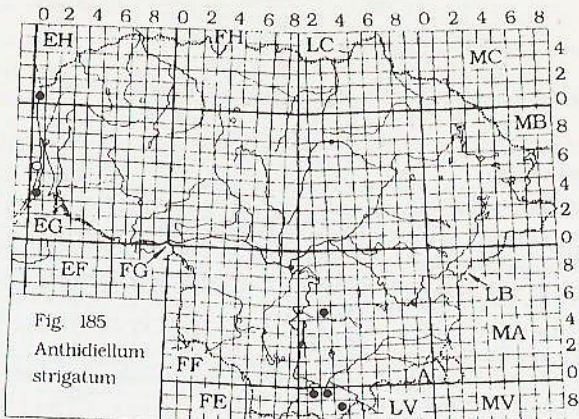 0 2 4 6 8 0 2 4 6 8 0 2 4 6 8 0 2 4 6 8
EH FH LC MC
4
2
0
MB
8
6
4
2
EG
0
EF FG
8
LB
6
Fig. 185
Anthidiellum
strigatum
MA
4
2
FF
LA
0
FE LV MV
8